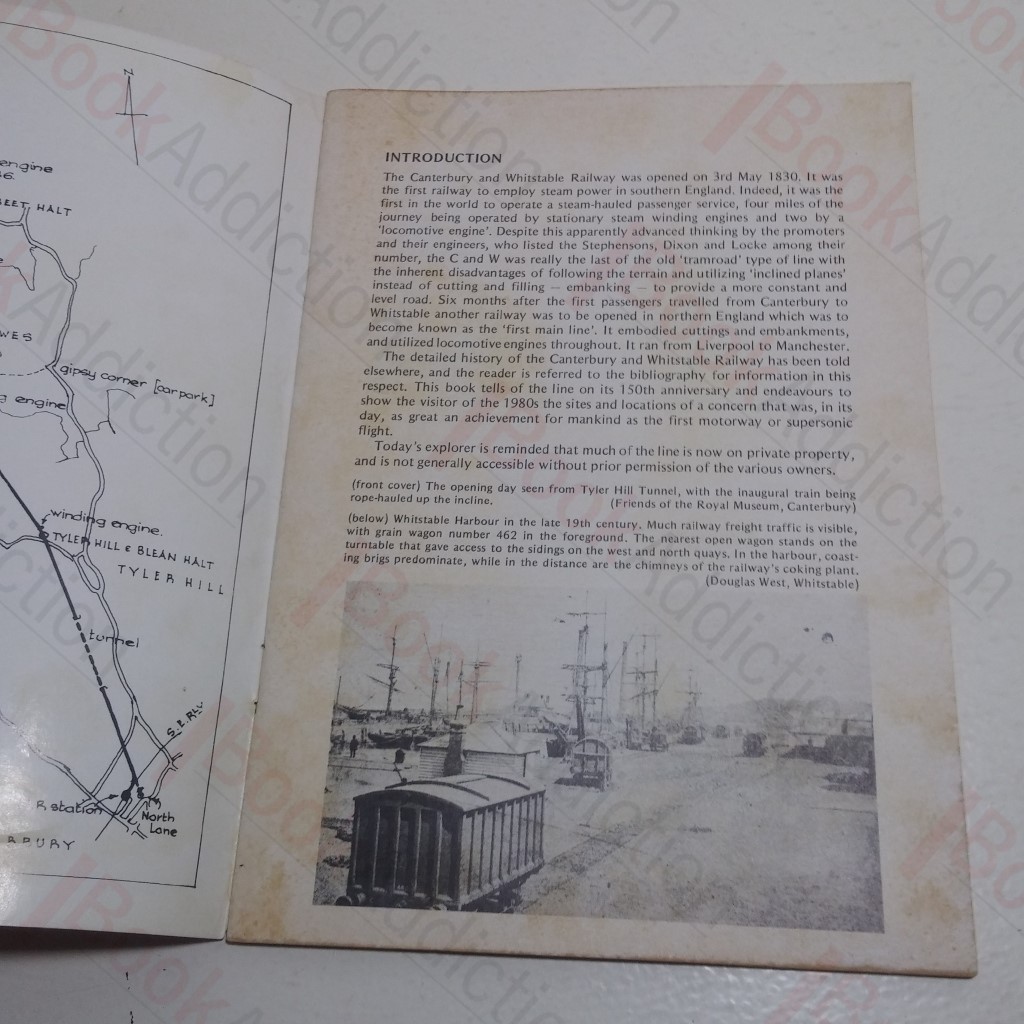 N
engine
6.
BEET HALT
WES
gipsy corner [car park]
g engine
winding engine.
TYLER HILL & BLEAN HALT
TYLER HILL
tunnel
S.E.Rly
R station
North
Lane
RBURY
INTRODUCTION
The Canterbury and Whitstable Railway was opened on 3rd May 1830. It was
the first railway to employ steam power in southern England. Indeed, it was the
first in the world to operate a steam-hauled passenger service, four miles of the
journey being operated by stationary steam winding engines and two by a
'locomotive engine'. Despite this apparently advanced thinking by the promoters
and their engineers, who listed the Stephensons, Dixon and Locke among their
number, the C and W was really the last of the old 'tramroad' type of line with
the inherent disadvantages of following the terrain and utilizing 'inclined planes'
instead of cutting and filling — embanking — to provide a more constant and
level road. Six months after the first passengers travelled from Canterbury to
Whitstable another railway was to be opened in northern England which was to
become known as the 'first main line'. It embodied cuttings and embankments,
and utilized locomotive engines throughout. It ran from Liverpool to Manchester.
The detailed history of the Canterbury and Whitstable Railway has been told
elsewhere, and the reader is referred to the bibliography for information in this
respect. This book tells of the line on its 150th anniversary and endeavours to
show the visitor of the 1980s the sites and locations of a concern that was, in its
day, as great an achievement for mankind as the first motorway or supersonic
flight.
Today's explorer is reminded that much of the line is now on private property,
and is not generally accessible without prior permission of the various owners.
(front cover) The opening day seen from Tyler Hill Tunnel, with the inaugural train being
rope-hauled up the incline. (Friends of the Royal Museum, Canterbury)
(below) Whitstable Harbour in the late 19th century. Much railway freight traffic is visible,
with grain wagon number 462 in the foreground. The nearest open wagon stands on the
turntable that gave access to the sidings on the west and north quays. In the harbour, coast-
ing brigs predominate, while in the distance are the chimneys of the railway's coking plant.
(Douglas West, Whitstable)
BookAddiction